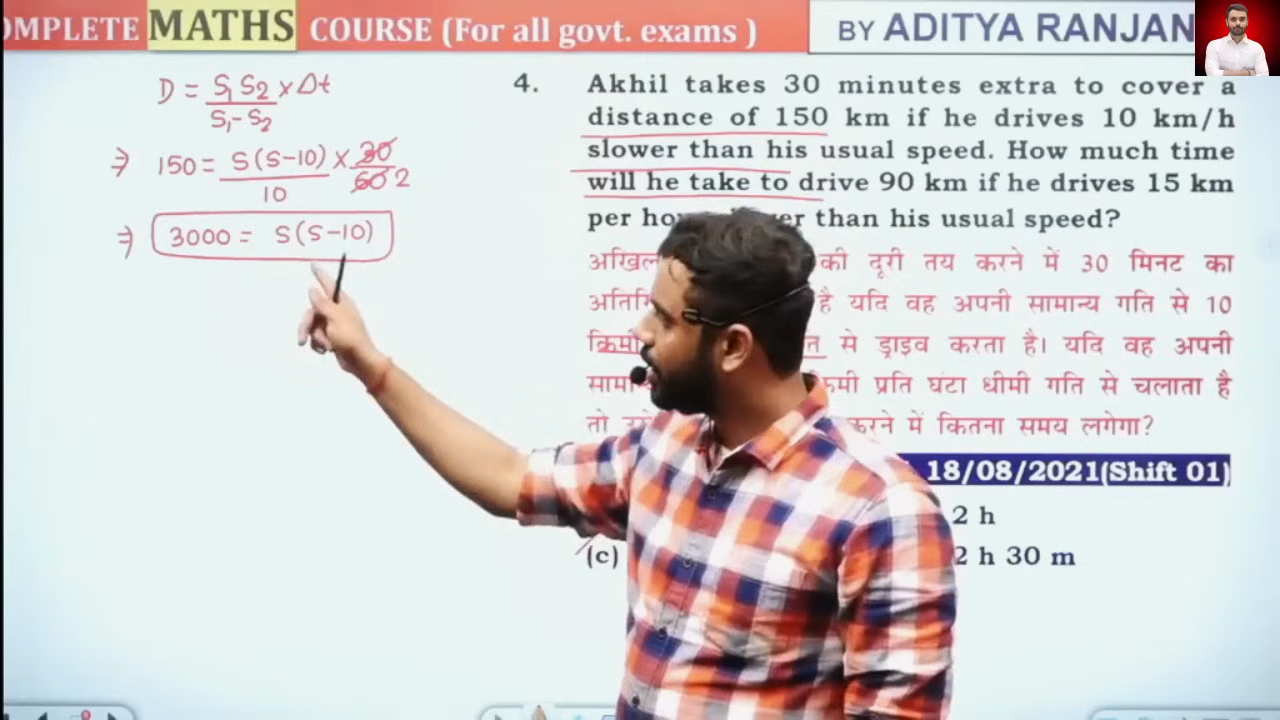 OMPLETE MATHS COURSE (For all govt. exams )
BY ADITYA RANJAN
D = S₁ S₂ / S₁-S₂ × Δt
⇒ 150 = S(S-10) / 10 × 30 / 60 2
⇒ 3000 = S(S-10)
4. Akhil takes 30 minutes extra to cover a
distance of 150 km if he drives 10 km/h
slower than his usual speed. How much time
will he take to drive 90 km if he drives 15 km
per than his usual speed?
अखिल की दूरी तय करने में 30 मिनट का
है यदि वह अपनी सामान्य गति से 10
से ड्राइव करता है। यदि वह अपनी
प्रति घंटा धीमी गति से चलाता है
तो करने में कितना समय लगेगा?
18/08/2021(Shift 01)
2 h
(c) 2 h 30 m